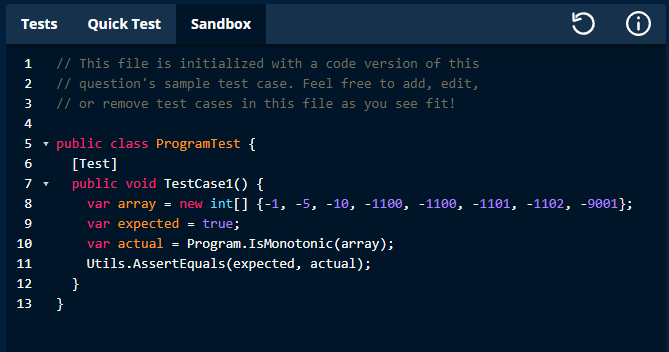 Tests Quick Test Sandbox
1 // This file is initialized with a code version of this
2 // question's sample test case. Feel free to add, edit,
3 // or remove test cases in this file as you see fit!
4
5 public class ProgramTest {
6 [Test]
7 public void TestCase1() {
8 var array = new int[] {-1, -5, -10, -1100, -1100, -1101, -1102, -9001};
9 var expected = true;
10 var actual = Program.IsMonotonic(array);
11 Utils.AssertEquals(expected, actual);
12 }
13 }